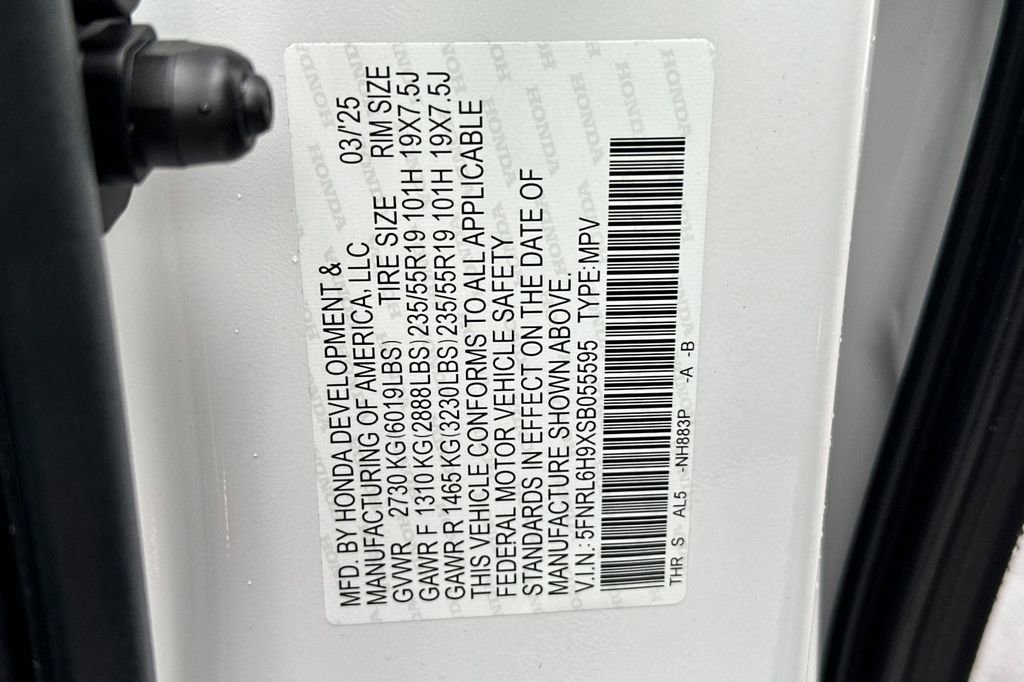 MFD. BY HONDA DEVELOPMENT & 03/'25
MANUFACTURING OF AMERICA, LLC
GVWR 2730 KG(6019LBS) TIRE SIZE RIM SIZE
GAWR F 1310 KG(2888LBS) 235/55R19 101H 19X7.5J
GAWR R 1465 KG(3230LBS) 235/55R19 101H 19X7.5J
THIS VEHICLE CONFORMS TO ALL APPLICABLE
FEDERAL MOTOR VEHICLE SAFETY
STANDARDS IN EFFECT ON THE DATE OF
MANUFACTURE SHOWN ABOVE.
V.I.N.: 5FNRL6H9XSB055595 TYPE: MPV
THR S AL5 -NH883P -A -B